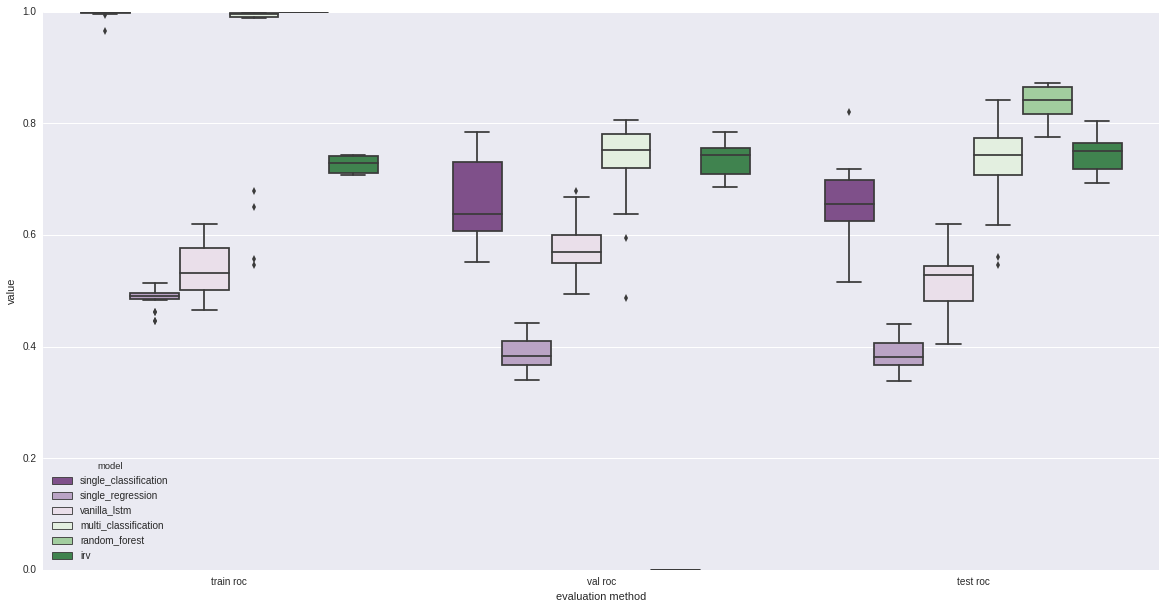 1.0
0.8
0.6
0.4
0.2
0.0
value
model
single_classification
single_regression
vanilla_lstm
multi_classification
random_forest
irv
train roc
val roc
test roc
evaluation method